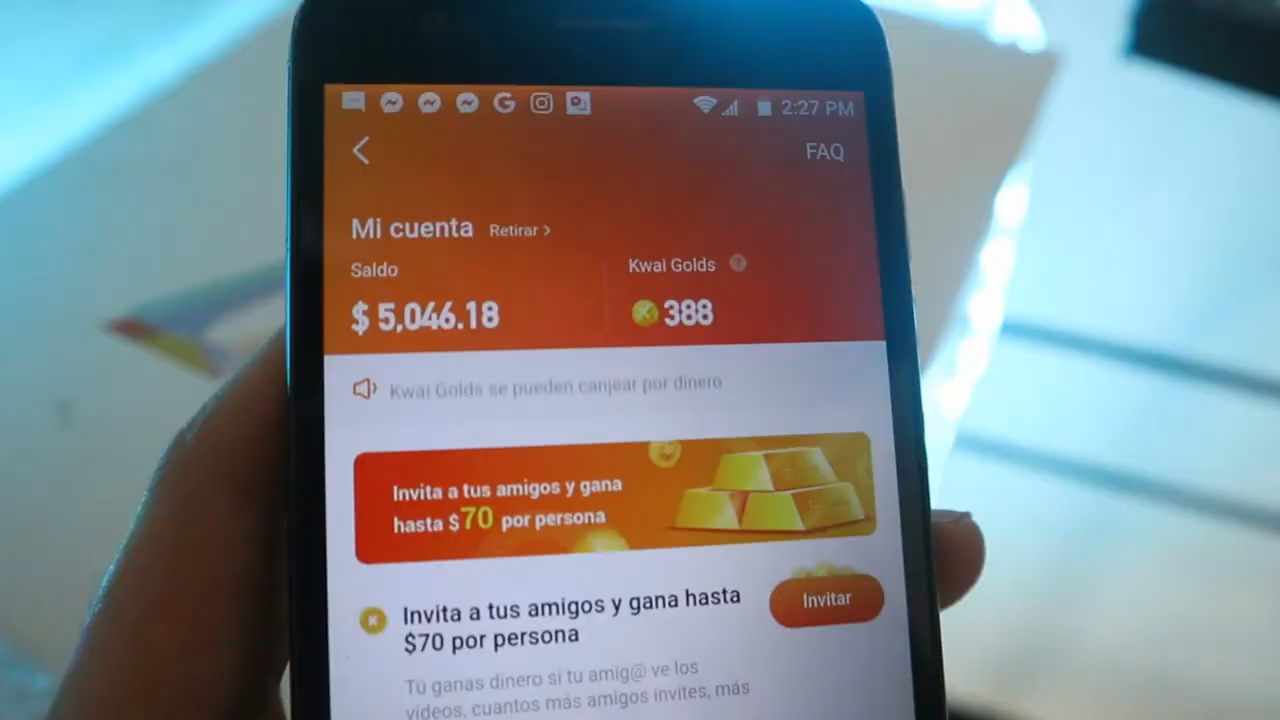 2:27 PM
FAQ
Mi cuenta Retirar >
Saldo
Kwai Golds ?
$ 5,046.18
388
Kwai Golds se pueden canjear por dinero
Invita a tus amigos y gana
hasta $70 por persona
Invita a tus amigos y gana hasta
$70 por persona
Invitar
Tú ganas dinero si tu amig@ ve los
videos, cuantos más amigos invites, más